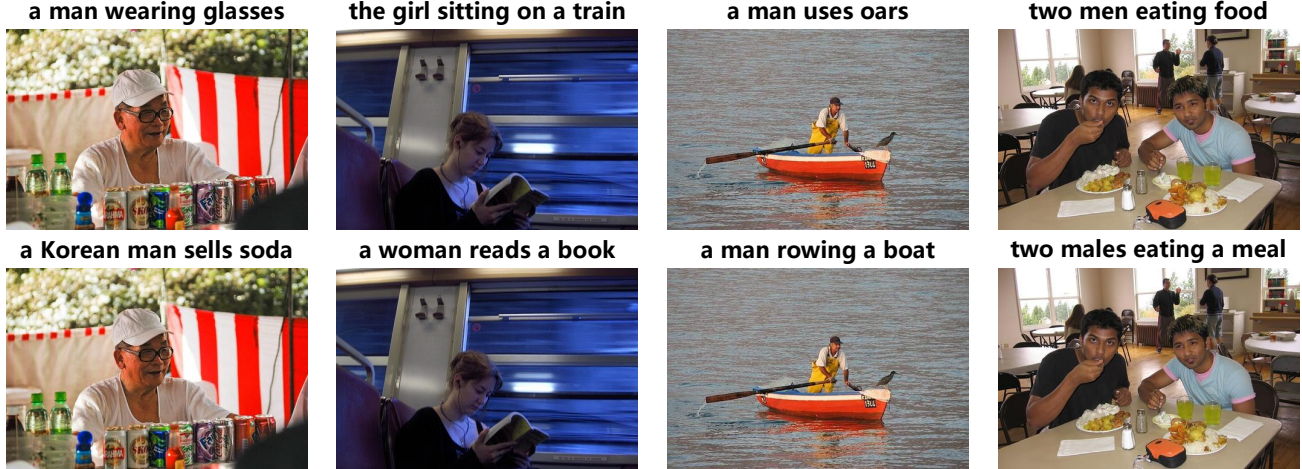 a man wearing glasses
the girl sitting on a train
a man uses oars
two men eating food
a Korean man sells soda
a woman reads a book
a man rowing a boat
two males eating a meal